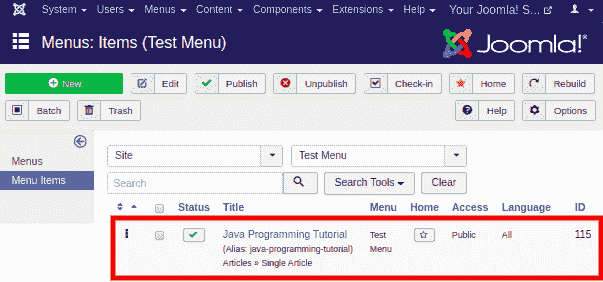 System Users Menus Content Components Extensions Help Your Joomla! S...
Menus: Items (Test Menu) Joomla!®
New Edit Publish Unpublish Check-in Home Rebuild
Batch Trash Help Options
Menus
Menu Items
Site Test Menu
Search Search Tools Clear
Status Title Menu Home Access Language ID
Java Programming Tutorial Test Public All 115
(Alias: java-programming-tutorial) Menu
Articles » Single Article